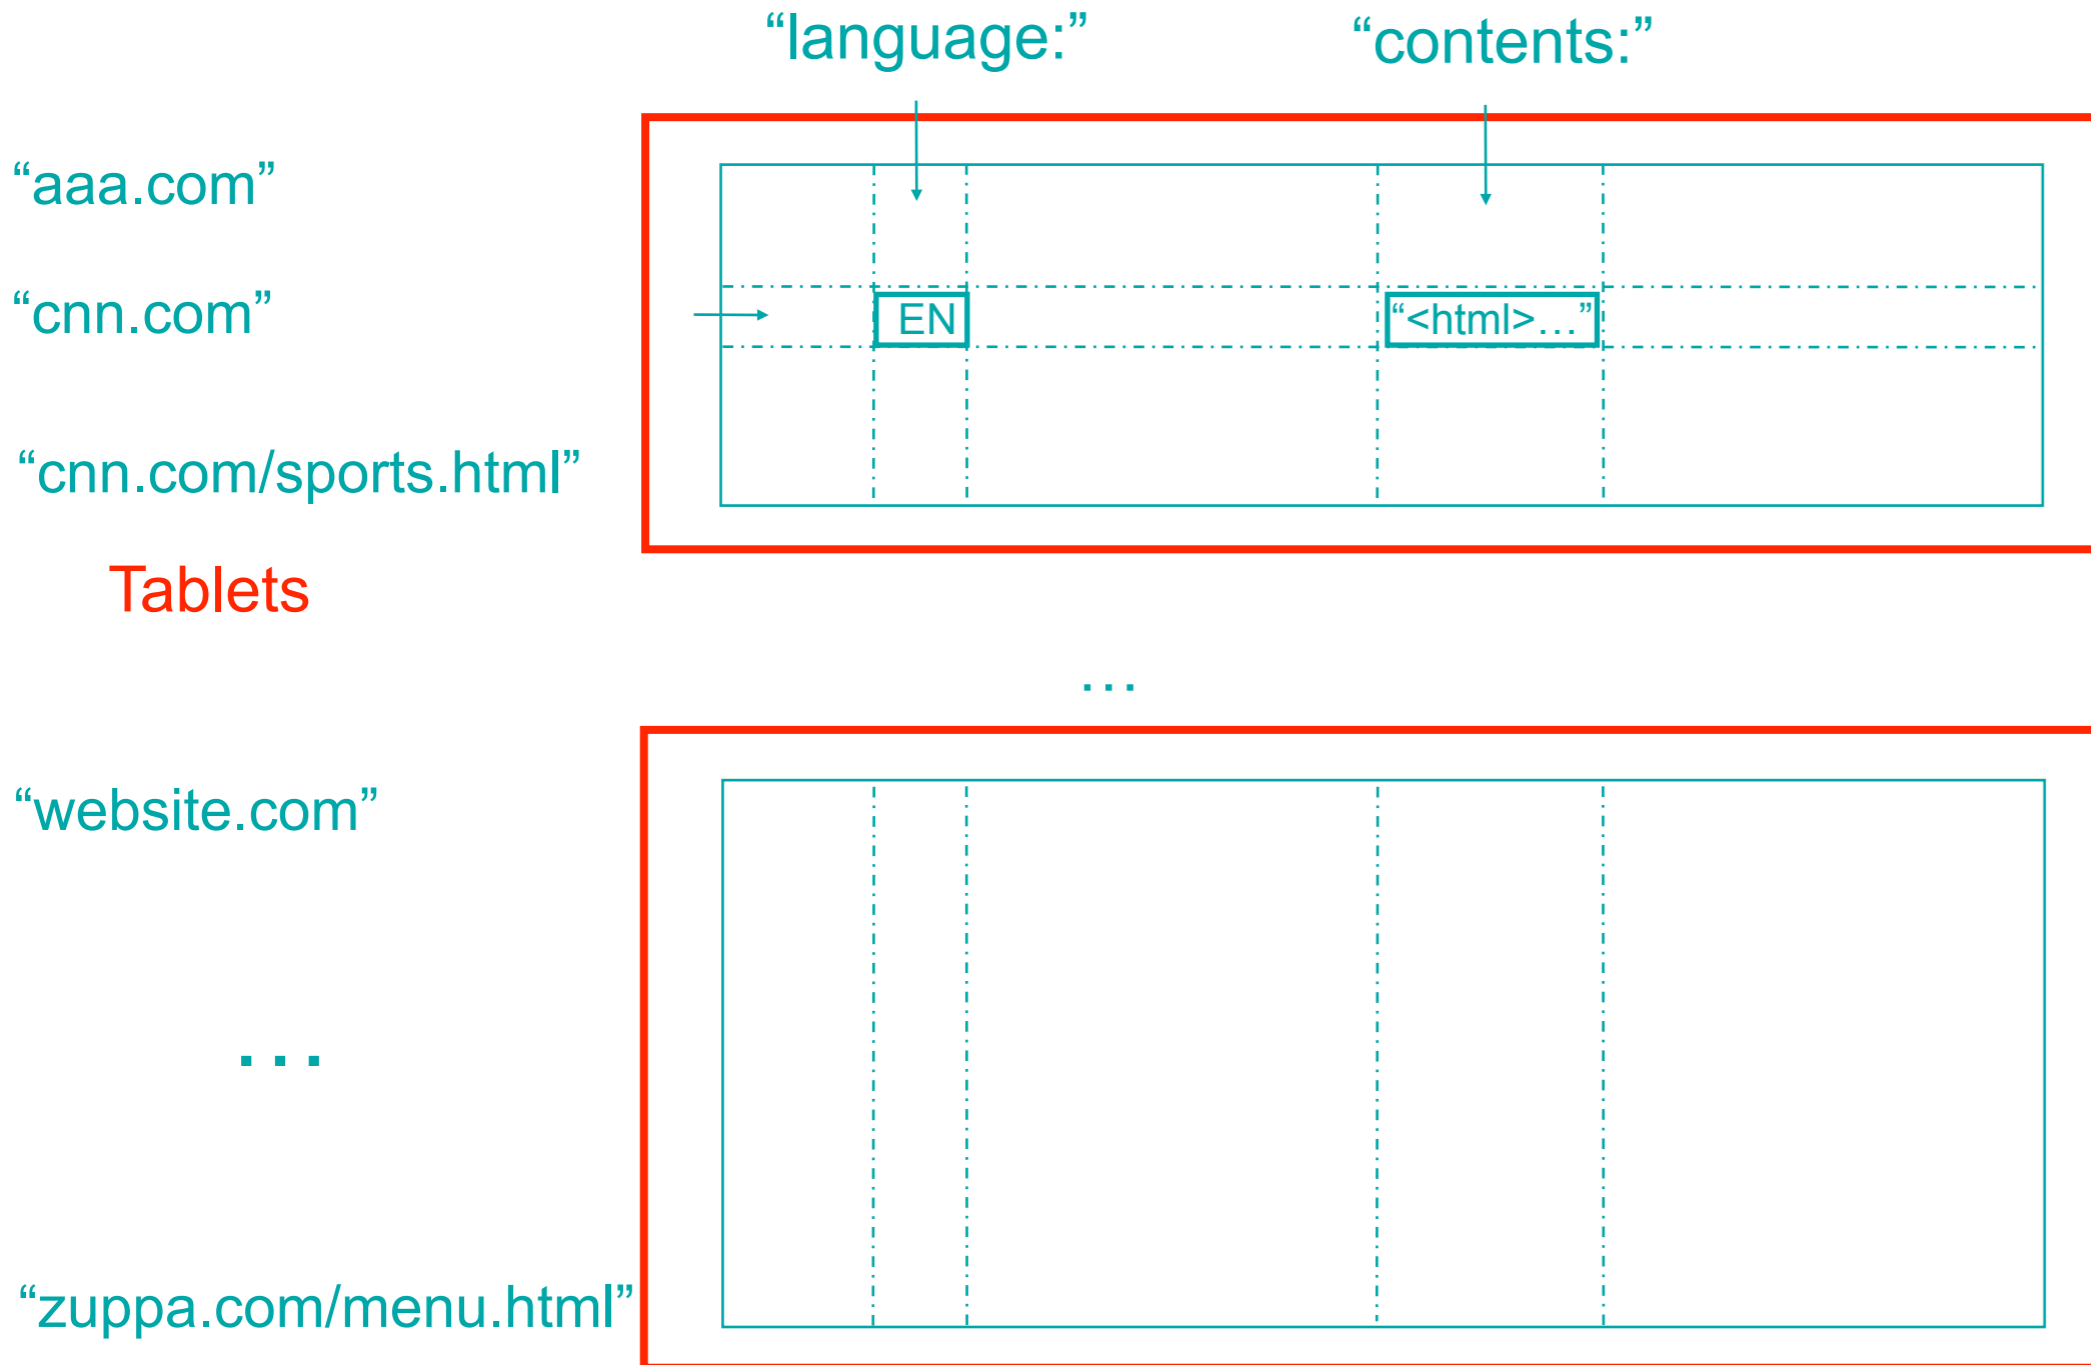 “language:” “contents:”
“aaa.com”
“cnn.com” EN “<html>…”
“cnn.com/sports.html”
Tablets
…
“website.com”
…
“zuppa.com/menu.html”